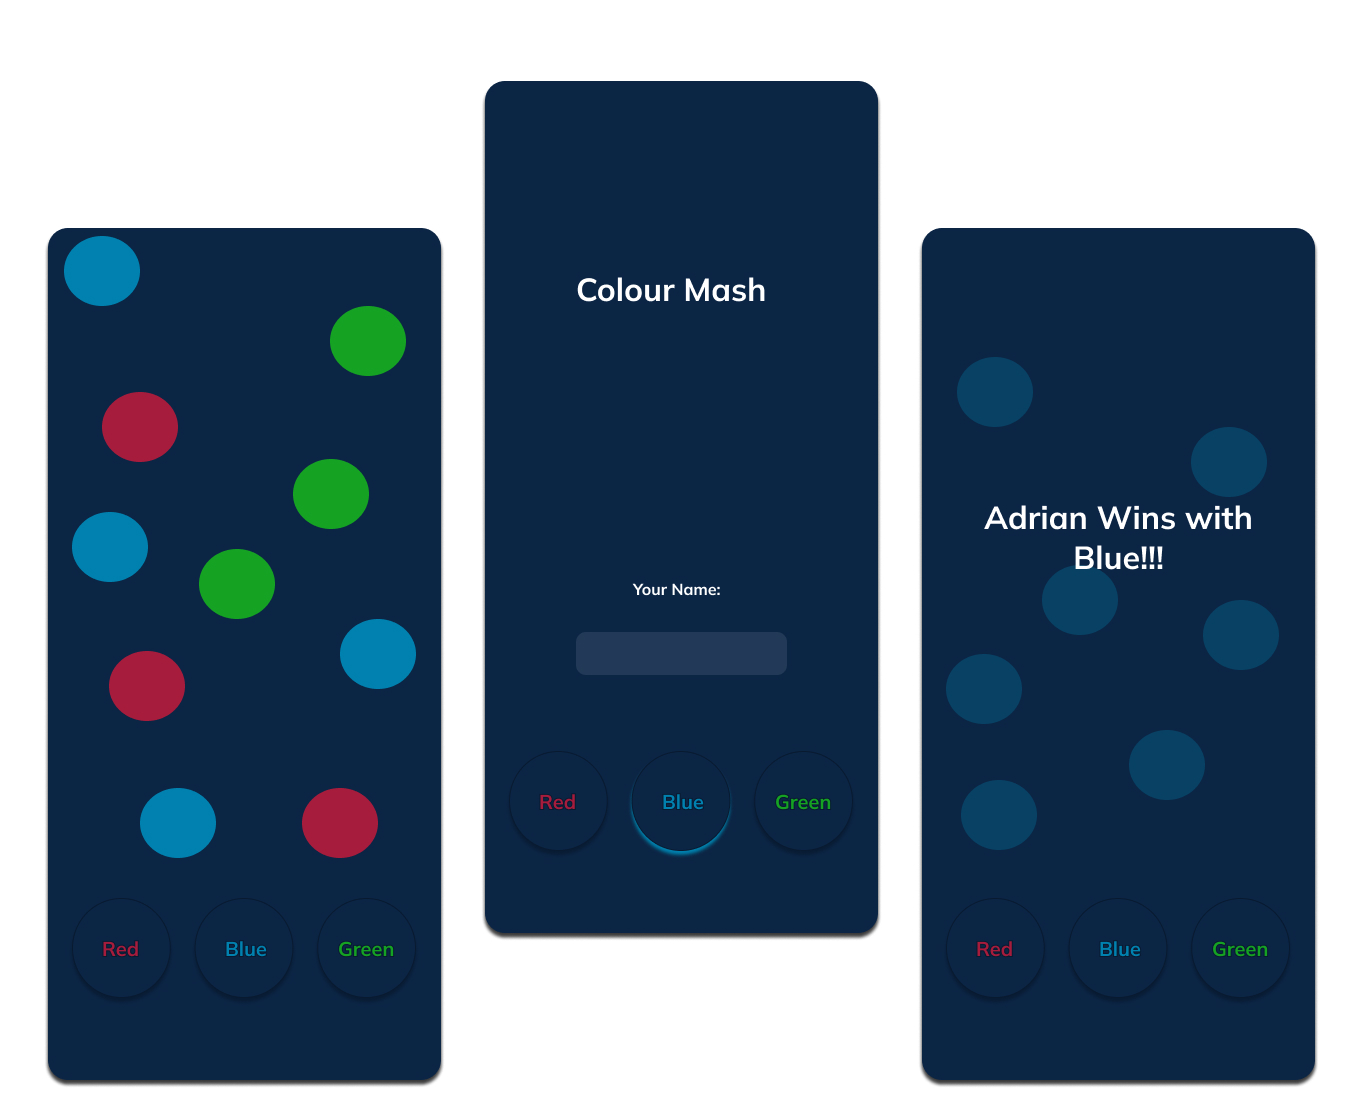 Red
Blue
Green
Colour Mash
Your Name:
Red
Blue
Green
Adrian Wins with
Blue!!!
Red
Blue
Green